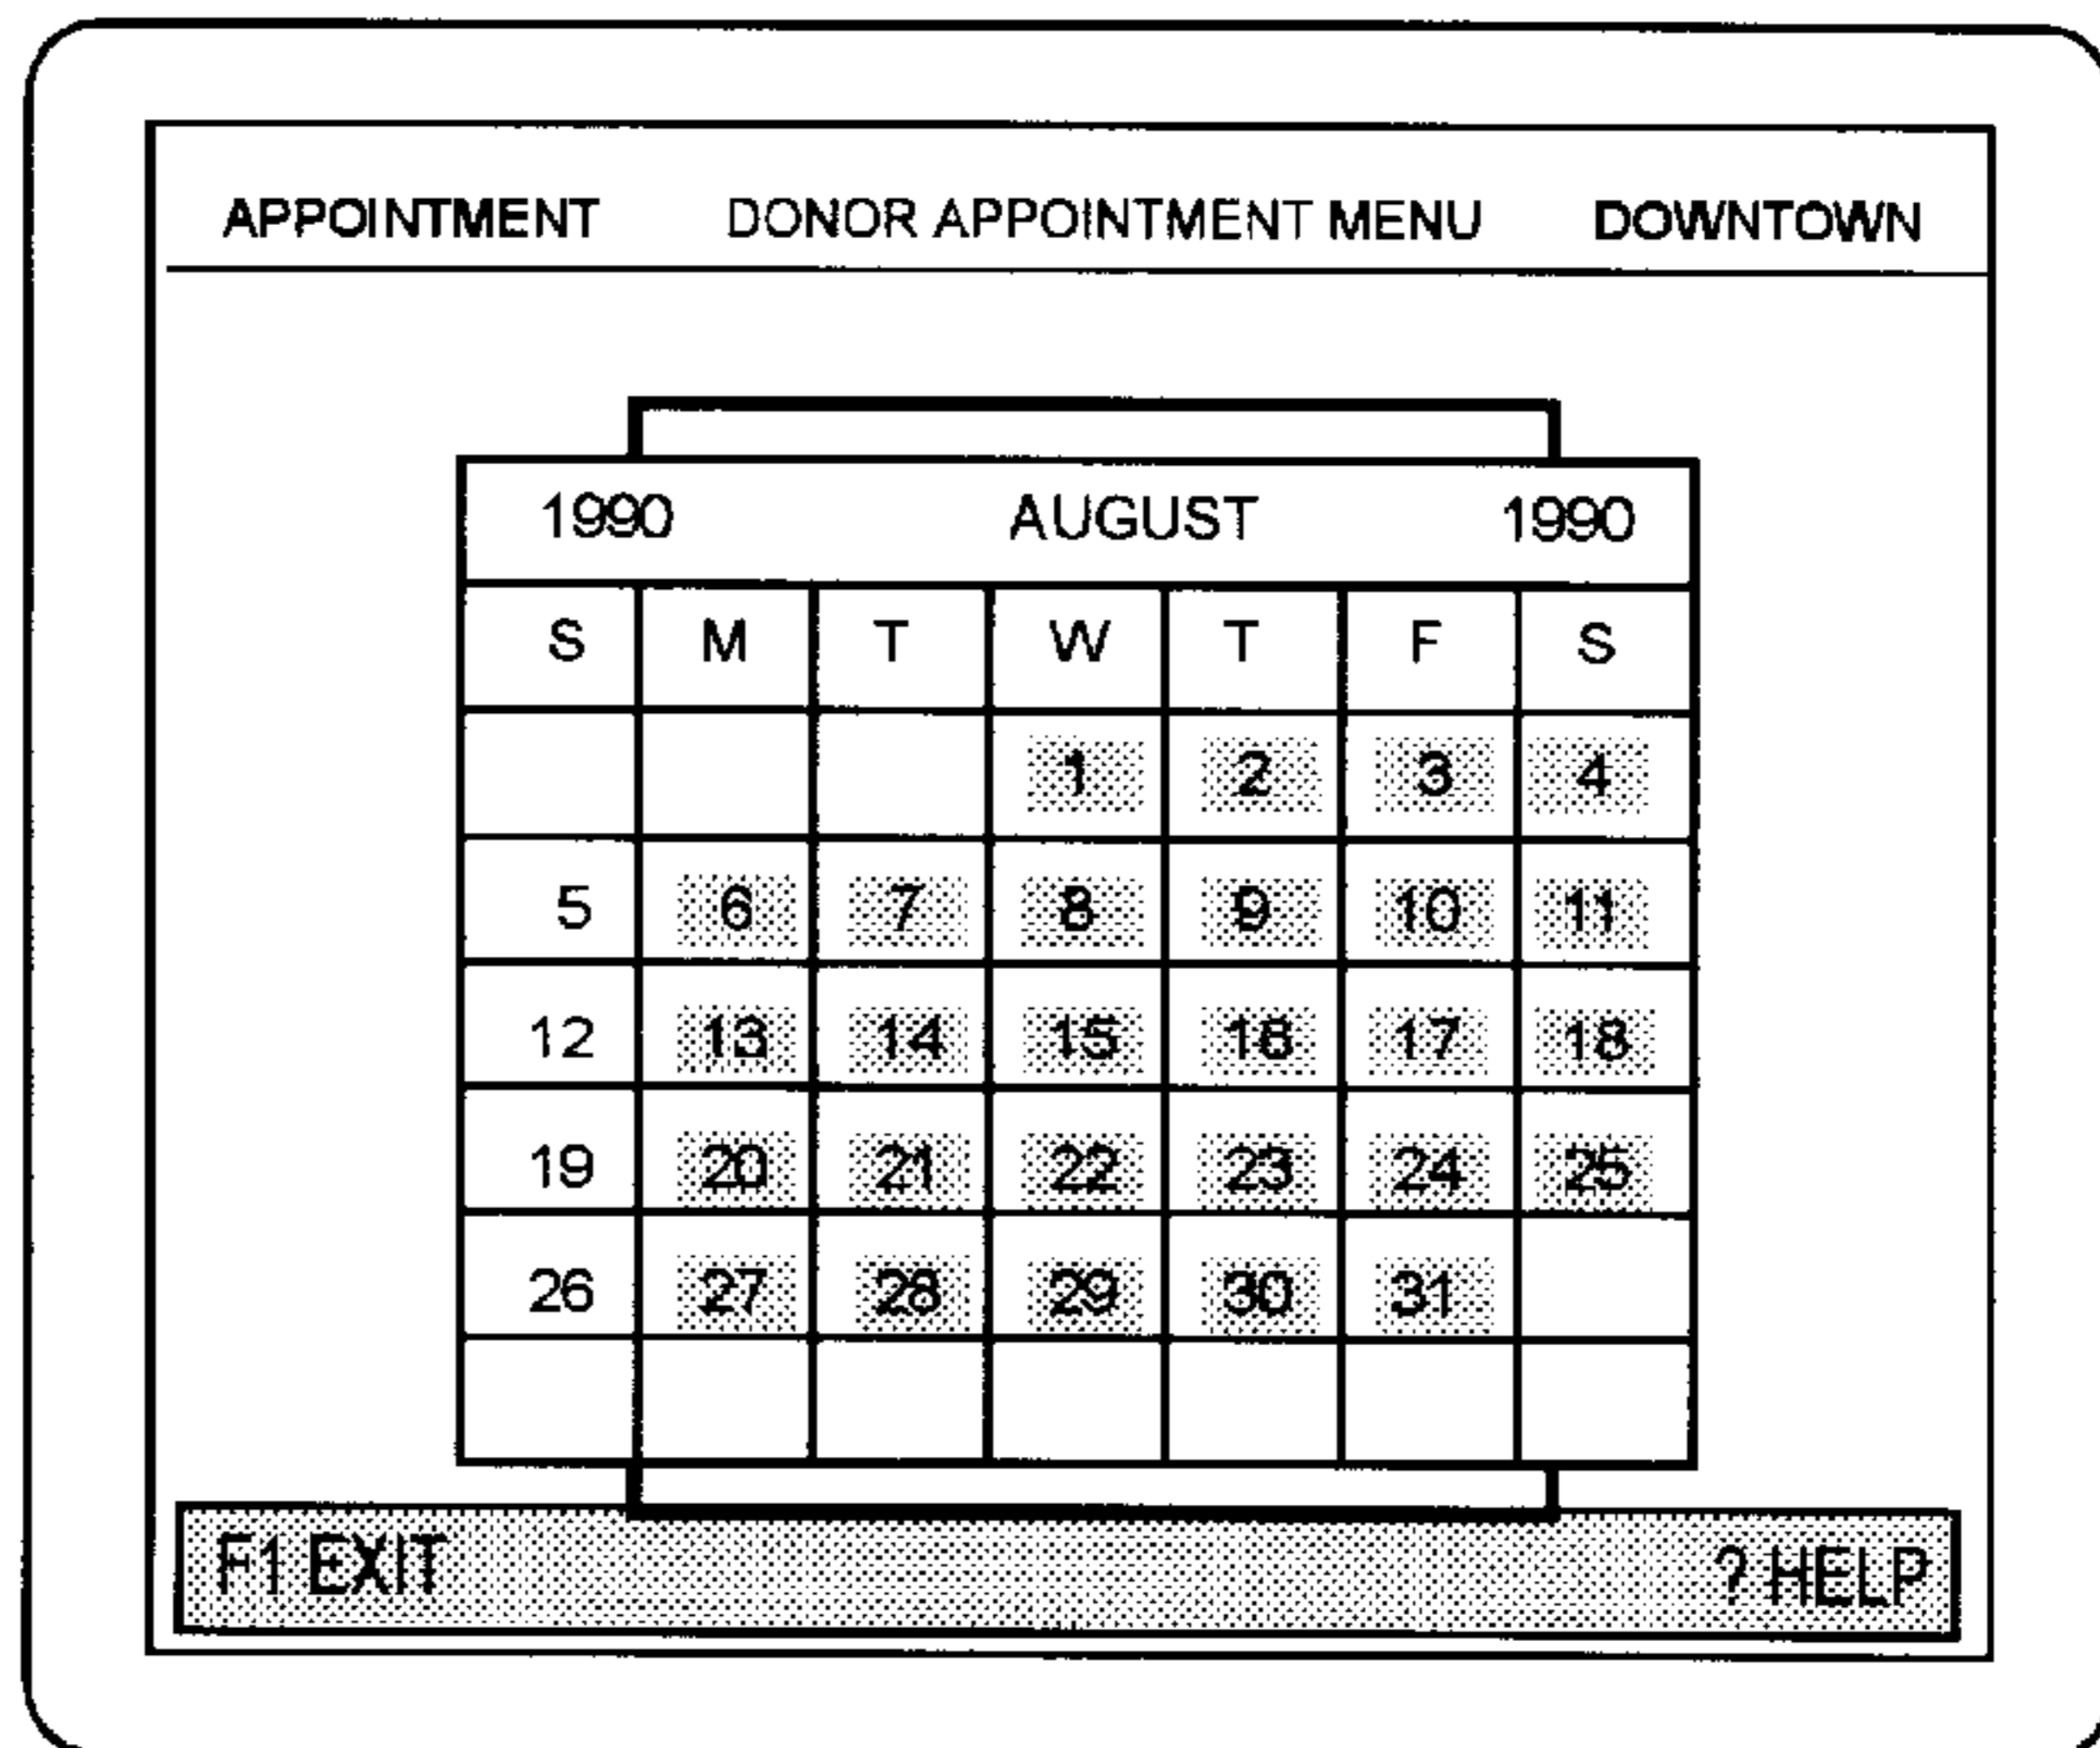 APPOINTMENT DONOR APPOINTMENT MENU DOWNTOWN
1990 AUGUST 1990
S M T W T F S
1 2 3 4
5 6 7 8 9 10 11
12 13 14 15 16 17 18
19 20 21 22 23 24 25
26 27 28 29 30 31
F1 EXIT ? HELP